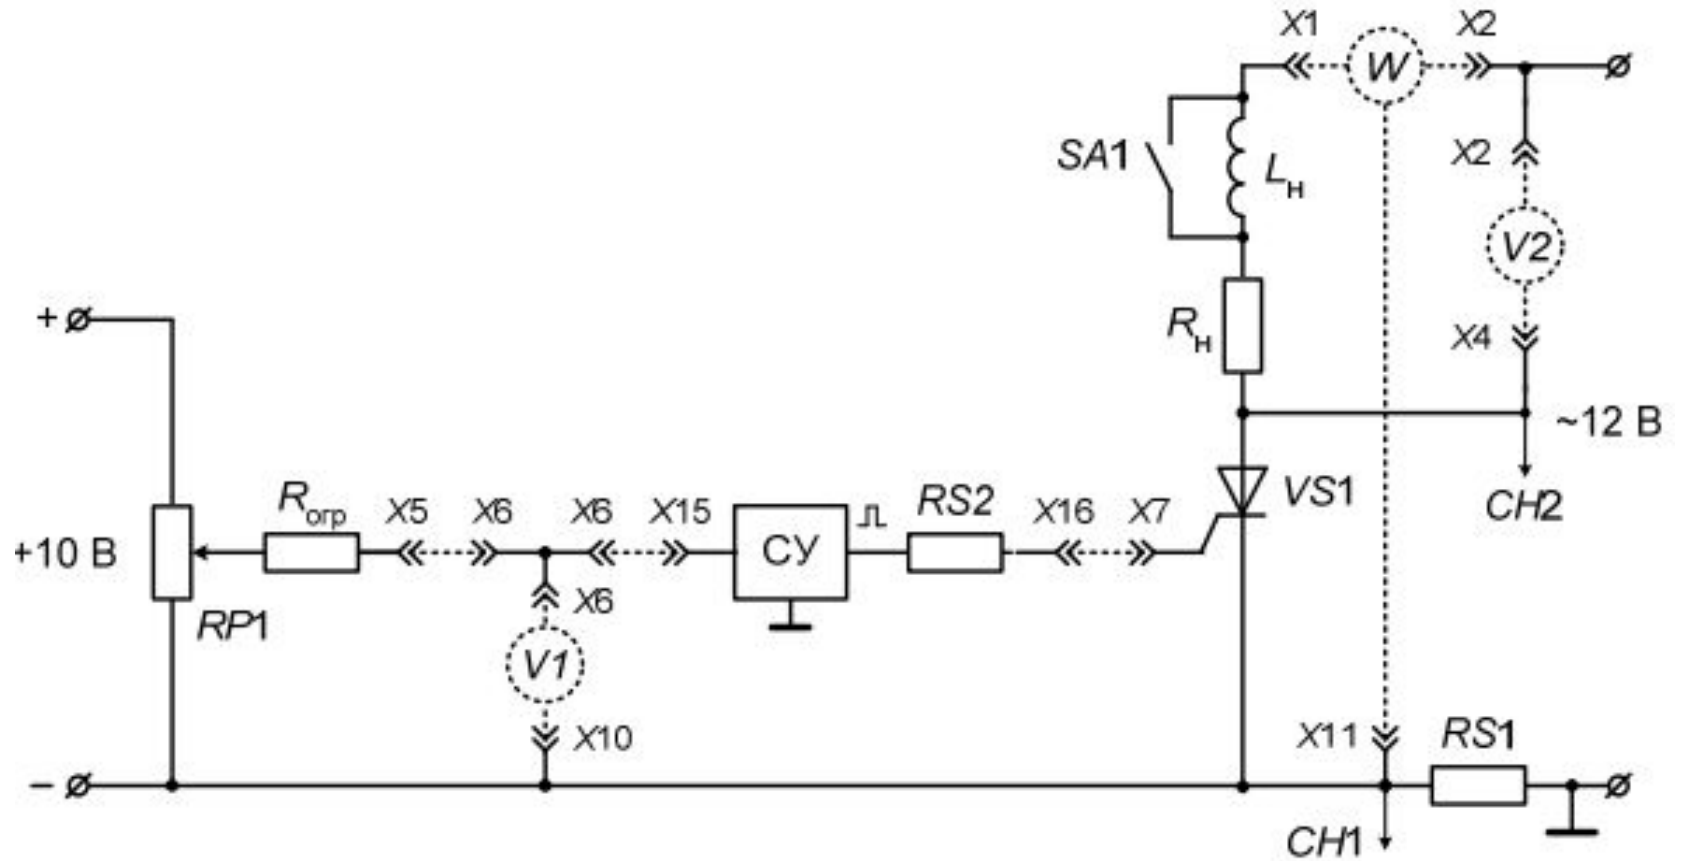 X1
W
X2
SA1
Lн
X2
V2
Rн
X4
+
~12 В
CH2
VS1
+10 В
RP1
Rогр
X5
X6
X6
X15
СУ
RS2
X16
X7
X6
V1
X10
X11
RS1
−
CH1